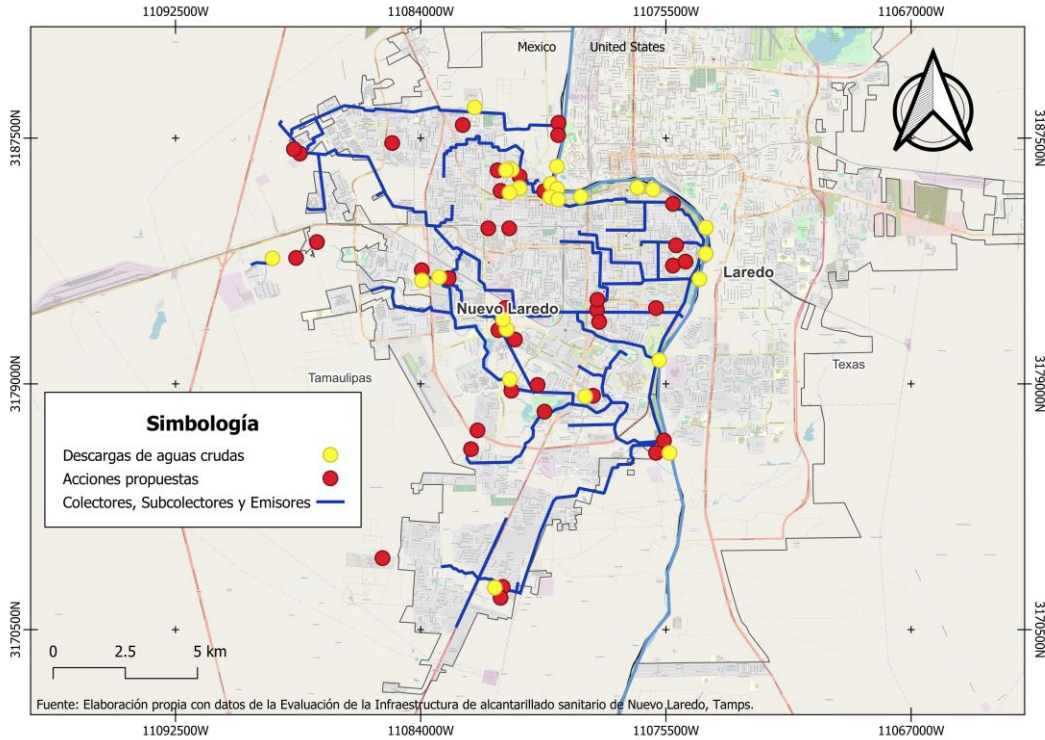 11092500W 11084000W 11075500W 11067000W
Mexico United States
3187500N 3187500N
Laredo
Nuevo Laredo
3179000N Tamaulipas Texas 3179000N
Simbología
Descargas de aguas crudas
Acciones propuestas
Colectores, Subcolectores y Emisores
3170500N 3170500N
0 2.5 5 km
Fuente: Elaboración propia con datos de la Evaluación de la Infraestructura de alcantarillado sanitario de Nuevo Laredo, Tamps.
11092500W 11084000W 11075500W 11067000W